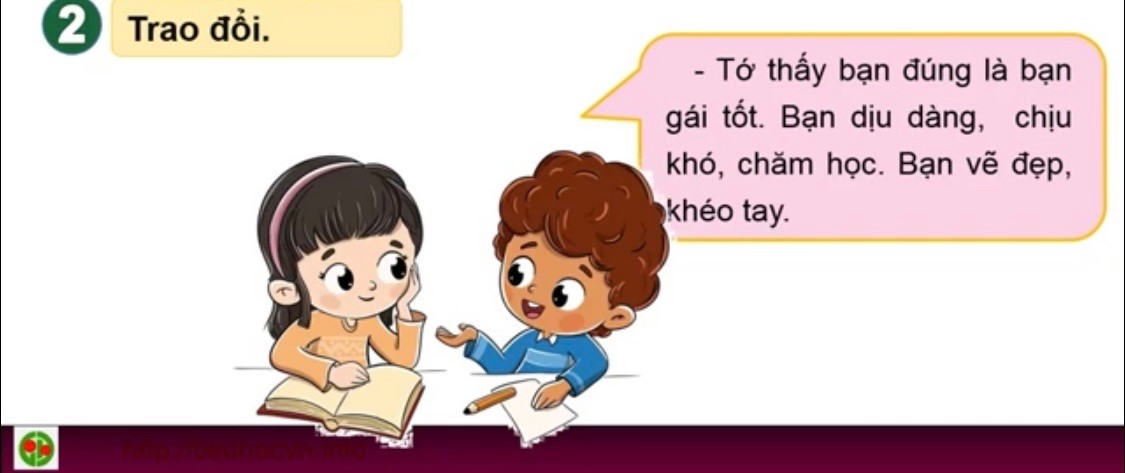 2
Trao đổi.
- Tớ thấy bạn đúng là bạn
gái tốt. Bạn dịu dàng, chịu
khó, chăm học. Bạn vẽ đẹp,
khéo tay.